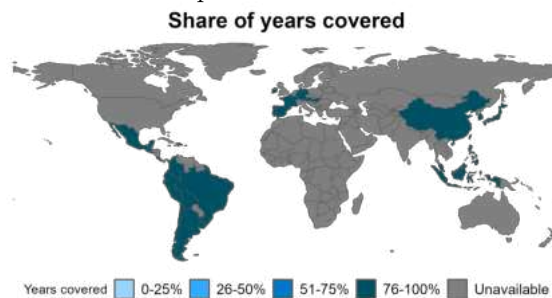 Share of years covered
Years covered 0-25% 26-50% 51-75% 76-100% Unavailable